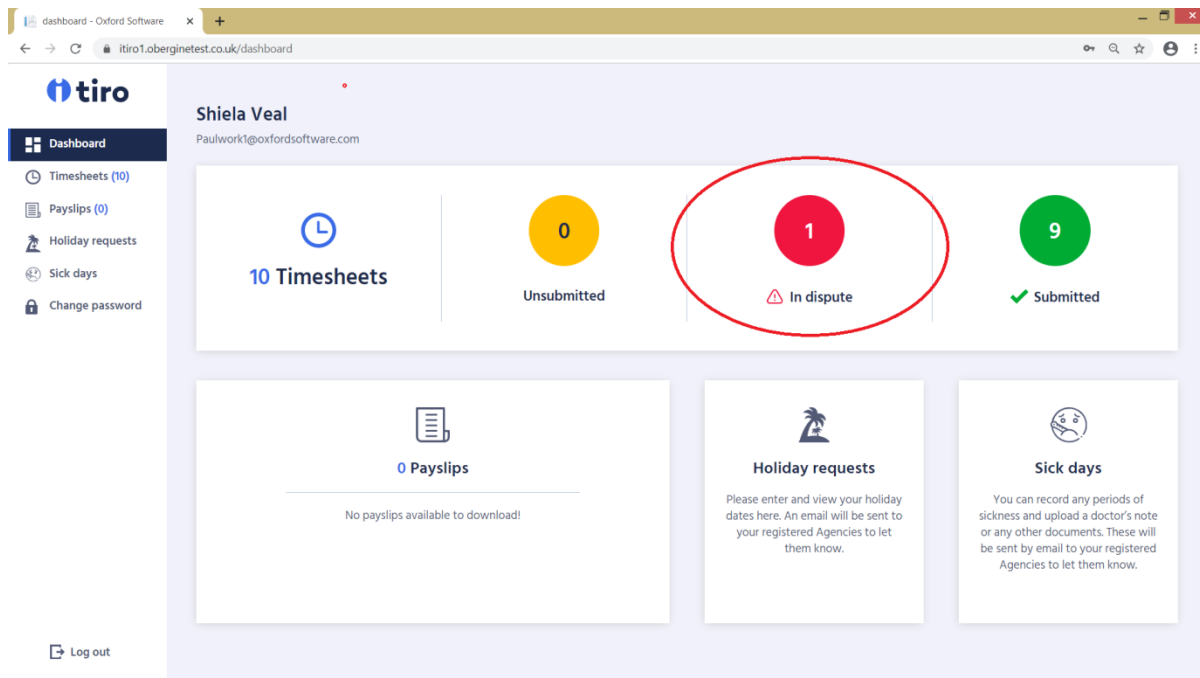 dashboard - Oxford Software
itiro1.oberginetest.co.uk/dashboard
itiro
Dashboard
Timesheets (10)
Payslips (0)
Holiday requests
Sick days
Change password
Log out
Shiela Veal
Paulwork1@oxfordsoftware.com
10 Timesheets
0
Unsubmitted
1
In dispute
9
Submitted
0 Payslips
No payslips available to download!
Holiday requests
Please enter and view your holiday
dates here. An email will be sent to
your registered Agencies to let
them know.
Sick days
You can record any periods of
sickness and upload a doctor's note
or any other documents. These will
be sent by email to your registered
Agencies to let them know.